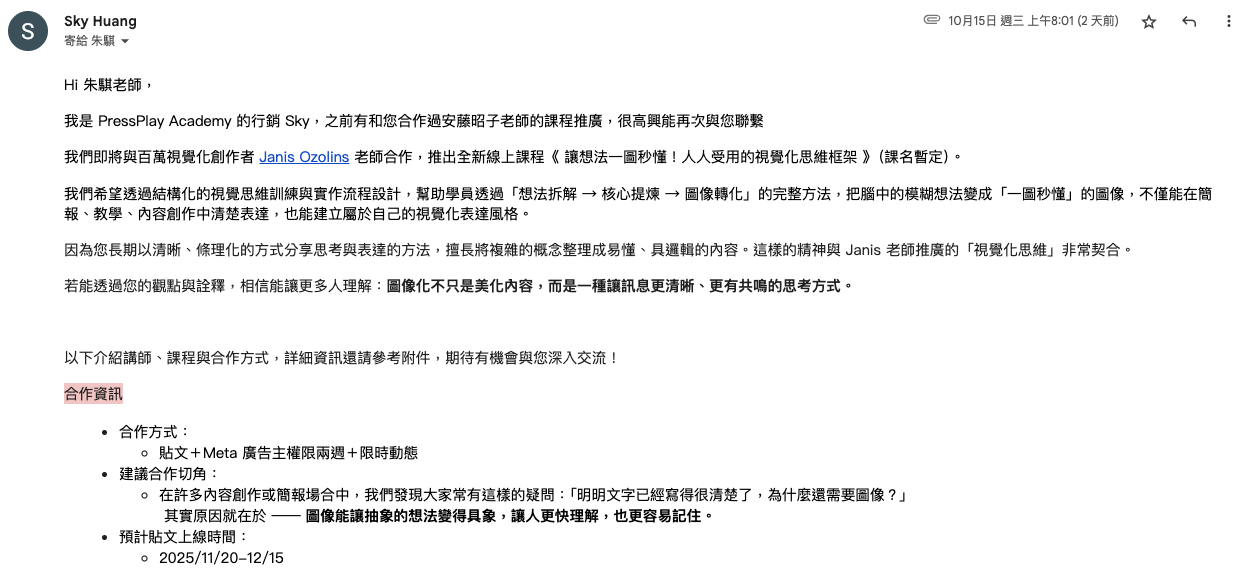 S
Sky Huang
10月15日 週三 上午8:01 (2 天前)
寄給 朱騏
Hi 朱騏老師，
我是 PressPlay Academy 的行銷 Sky，之前有和您合作過安藤昭子老師的課程推廣，很高興能再次與您聯繫
我們即將與百萬視覺化創作者 Janis Ozolins 老師合作，推出全新線上課程《 讓想法一圖秒懂！人人受用的視覺化思維框架 》（課名暫定）。
我們希望透過結構化的視覺思維訓練與實作流程設計，幫助學員透過「想法拆解 → 核心提煉 → 圖像轉化」的完整方法，把腦中的模糊想法變成「一圖秒懂」的圖像，不僅能在簡
報、教學、內容創作中清楚表達，也能建立屬於自己的視覺化表達風格。
因為您長期以清晰、條理化的方式分享思考與表達的方法，擅長將複雜的概念整理成易懂、具邏輯的內容。這樣的精神與 Janis 老師推廣的「視覺化思維」非常契合。
若能透過您的觀點與詮釋，相信能讓更多人理解：圖像化不只是美化內容，而是一種讓訊息更清晰、更有共鳴的思考方式。
以下介紹講師、課程與合作方式，詳細資訊還請參考附件，期待有機會與您深入交流！
合作資訊
• 合作方式：
◦ 貼文＋Meta 廣告主權限兩週＋限時動態
• 建議合作切角：
◦ 在許多內容創作或簡報場合中，我們發現大家常有這樣的疑問：「明明文字已經寫得很清楚了，為什麼還需要圖像？」
其實原因就在於 —— 圖像能讓抽象的想法變得具象，讓人更快理解，也更容易記住。
• 預計貼文上線時間：
◦ 2025/11/20–12/15